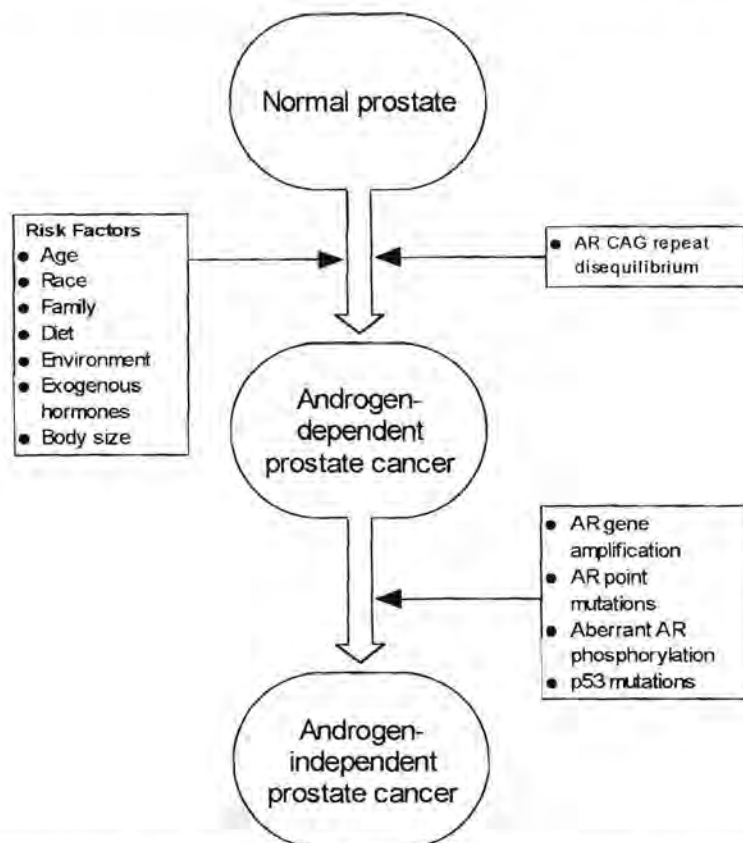 Normal prostate
Risk Factors
● Age
● Race
● Family
● Diet
● Environment
● Exogenous
hormones
● Body size
● AR CAG repeat
disequilibrium
Androgen-
dependent
prostate cancer
● AR gene
amplification
● AR point
mutations
● Aberrant AR
phosphorylation
● p53 mutations
Androgen-
independent
prostate cancer